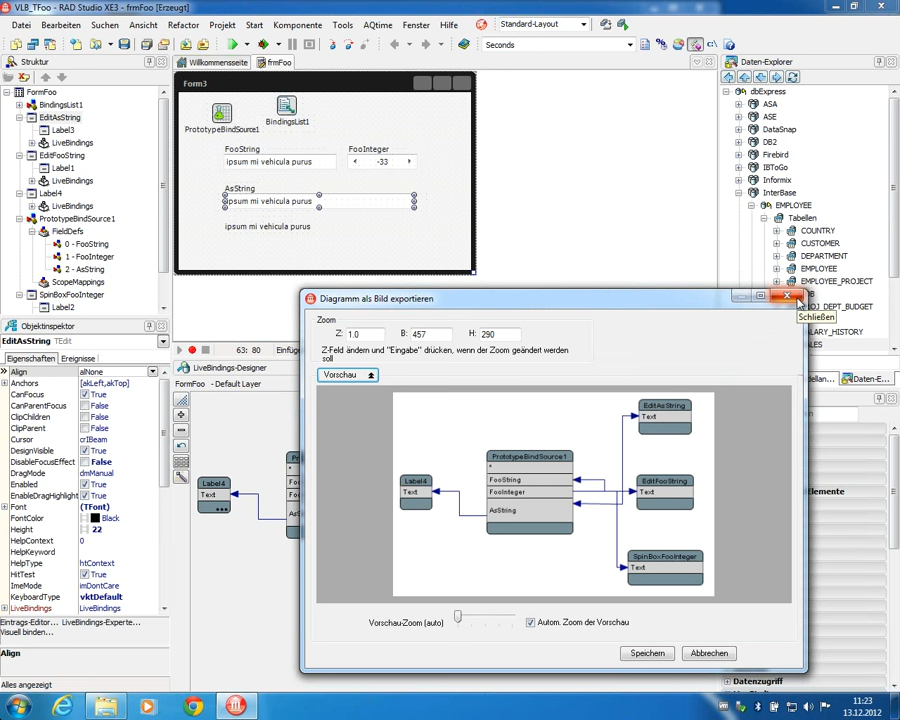 VLB_TFoo - RAD Studio XE3 - frmFoo [Erzeugt]
Datei Bearbeiten Suchen Ansicht Refactor Projekt Start Komponente Tools AQtime Fenster Hilfe Standard-Layout
Seconds
Struktur
FormFoo
BindingsList1
EditAsString
Label3
LiveBindings
EditFooString
Label1
LiveBindings
Label4
LiveBindings
PrototypeBindSource1
FieldDefs
0 - FooString
1 - FooInteger
2 - AsString
ScopeMappings
SpinBoxFooInteger
Label2
Willkommensseite frmFoo
Form3
PrototypeBindSource1
BindingsList1
FooString
FooInteger
ipsum mi vehicula purus
-33
AsString
ipsum mi vehicula purus
ipsum mi vehicula purus
Daten-Explorer
dbExpress
ASA
ASE
DataSnap
DB2
Firebird
IBToGo
Informix
InterBase
EMPLOYEE
Tabellen
COUNTRY
CUSTOMER
DEPARTMENT
EMPLOYEE
EMPLOYEE_PROJECT
OB
ROJ_DEPT_BUDGET
ALARY_HISTORY
ALES
Daten-E...
Elemente
Datenzugriff
Objektinspektor
EditAsString TEdit
Eigenschaften Ereignisse
Align alNone
Anchors [akLeft,akTop]
CanFocus True
CanParentFocus False
ClipChildren False
ClipParent False
Cursor crIBeam
DesignVisible True
DisableFocusEffect False
DragMode dmManual
Enabled True
EnableDragHighlight True
Font (TFont)
FontColor Black
Height 22
HelpContext 0
HelpKeyword
HelpType htContext
HitTest True
ImeMode imDontCare
KeyboardType vktDefault
LiveBindings LiveBindings
Eintrags-Editor... LiveBindings-Experte...
Visuell binden...
Align
Alles angezeigt
63: 80 Einfüge
LiveBindings-Designer
FormFoo - Default Layer
Label4
Text
Diagramm als Bild exportieren
Schließen
Zoom
Z: 1.0 B: 457 H: 290
Z-Feld ändern und "Eingabe" drücken, wenn der Zoom geändert werden
soll
Vorschau
EditAsString
Text
PrototypeBindSource1
*
FooString
FooInteger
AsString
Label4
Text
EditFooString
Text
SpinBoxFooInteger
Text
Vorschau-Zoom (auto)
Autom. Zoom der Vorschau
Speichern Abbrechen
11:23
13.12.2012